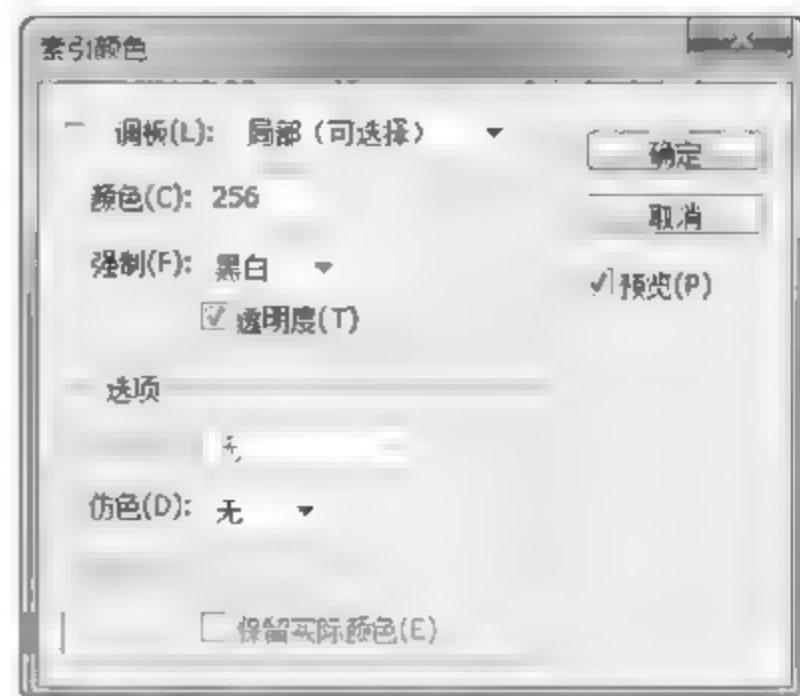 索引颜色
调板(L): 局部（可选择）
确定
颜色(C): 256
取消
强制(F): 黑白
预览(P)
透明度(T)
选项
无
仿色(D): 无
保留实际颜色(E)